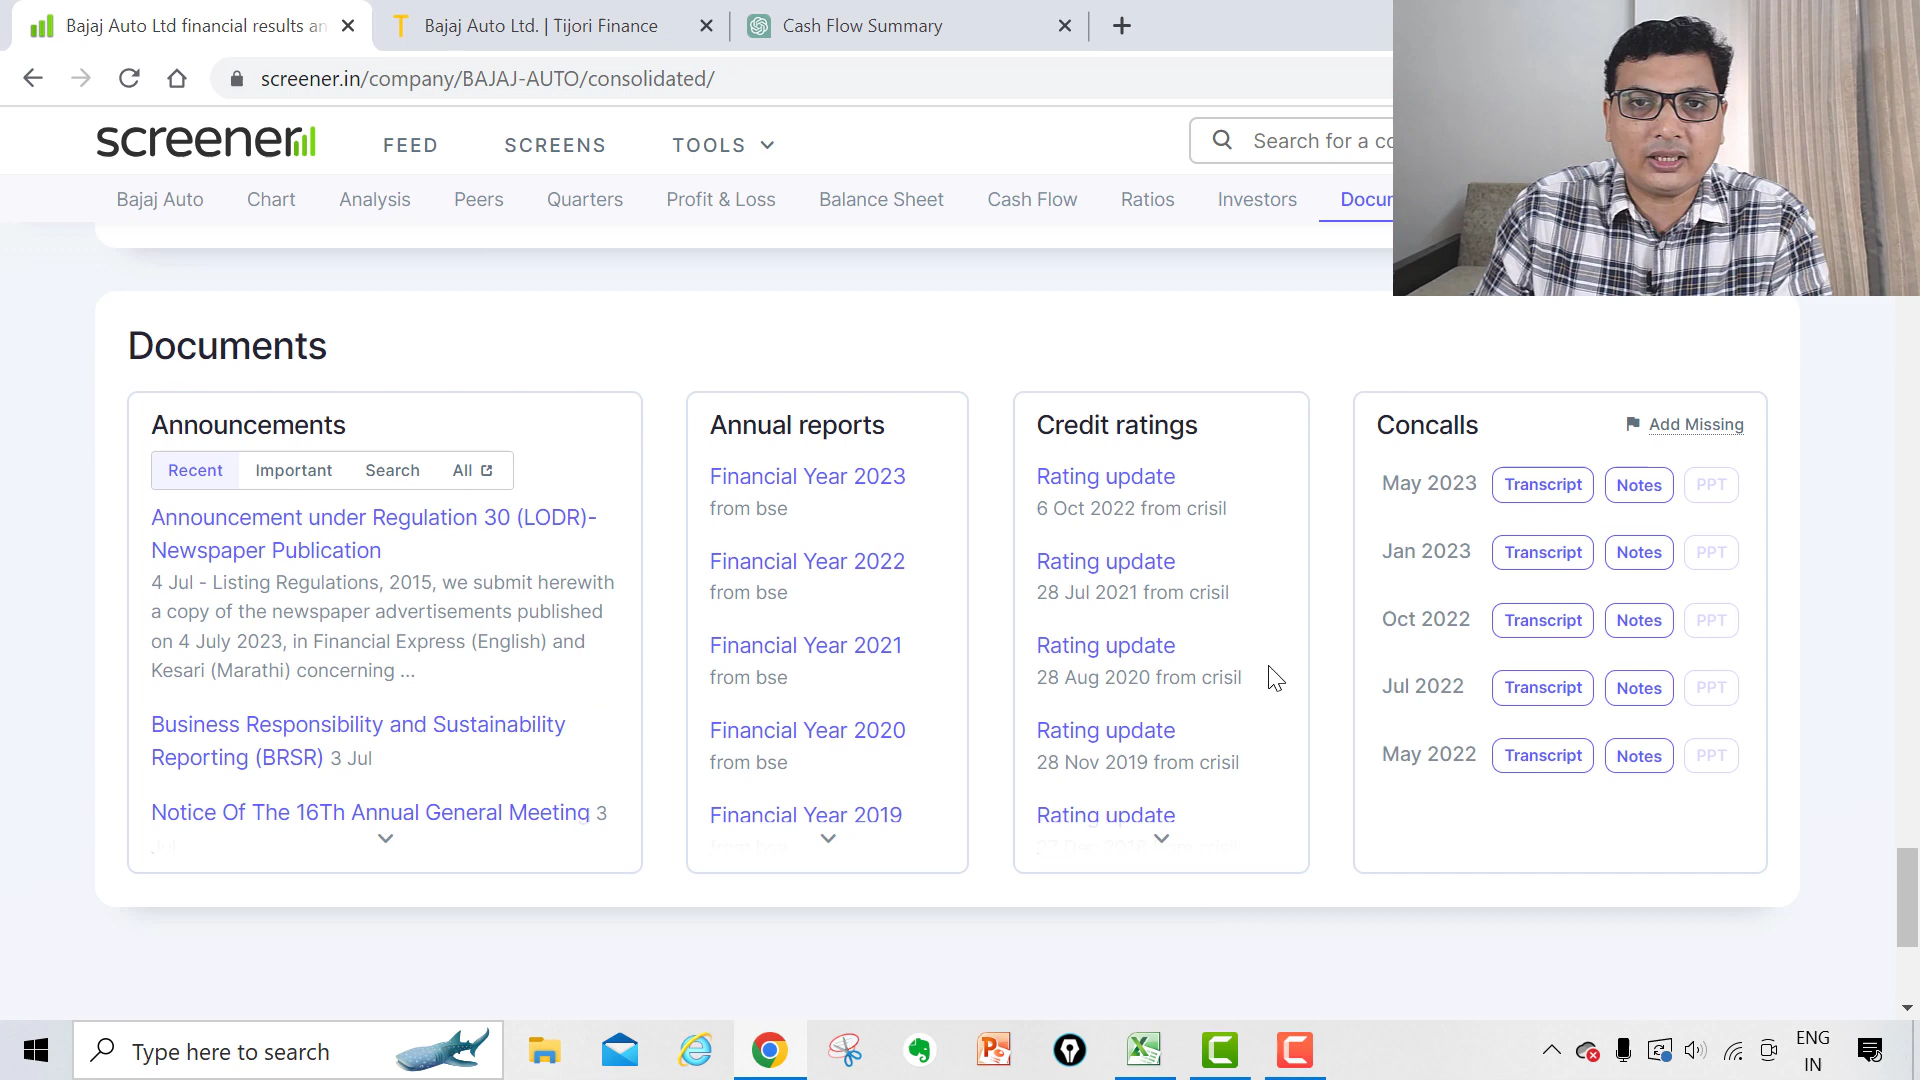 Bajaj Auto Ltd financial results an
Bajaj Auto Ltd. | Tijori Finance
Cash Flow Summary
screener.in/company/BAJAJ-AUTO/consolidated/
screener
FEED
SCREENS
TOOLS
Search for a co
Bajaj Auto
Chart
Analysis
Peers
Quarters
Profit & Loss
Balance Sheet
Cash Flow
Ratios
Investors
Docum
Documents
Announcements
Recent
Important
Search
All
Announcement under Regulation 30 (LODR)-
Newspaper Publication
4 Jul - Listing Regulations, 2015, we submit herewith
a copy of the newspaper advertisements published
on 4 July 2023, in Financial Express (English) and
Kesari (Marathi) concerning ...
Business Responsibility and Sustainability
Reporting (BRSR) 3 Jul
Notice Of The 16Th Annual General Meeting 3
Jul
Annual reports
Financial Year 2023
from bse
Financial Year 2022
from bse
Financial Year 2021
from bse
Financial Year 2020
from bse
Financial Year 2019
from bse
Credit ratings
Rating update
6 Oct 2022 from crisil
Rating update
28 Jul 2021 from crisil
Rating update
28 Aug 2020 from crisil
Rating update
28 Nov 2019 from crisil
Rating update
27 Dec 2018 from crisil
Concalls
Add Missing
May 2023 Transcript Notes PPT
Jan 2023 Transcript Notes PPT
Oct 2022 Transcript Notes PPT
Jul 2022 Transcript Notes PPT
May 2022 Transcript Notes PPT
Type here to search
ENG
IN